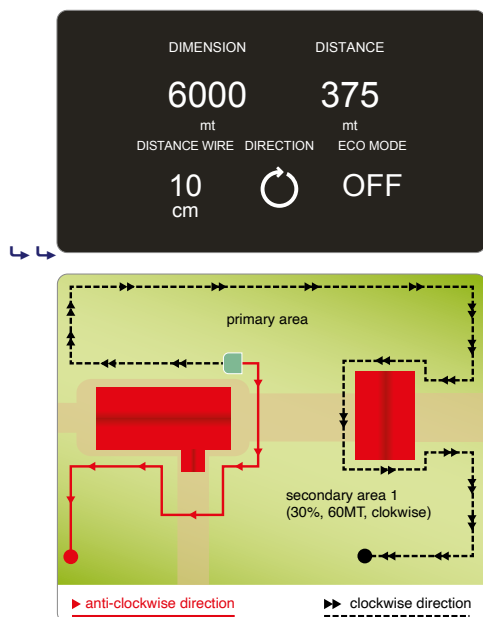 DIMENSION DISTANCE
6000 375
mt mt
DISTANCE WIRE DIRECTION ECO MODE
10 OFF
cm
primary area
secondary area 1
(30%, 60MT, clokwise)
anti-clockwise direction clockwise direction